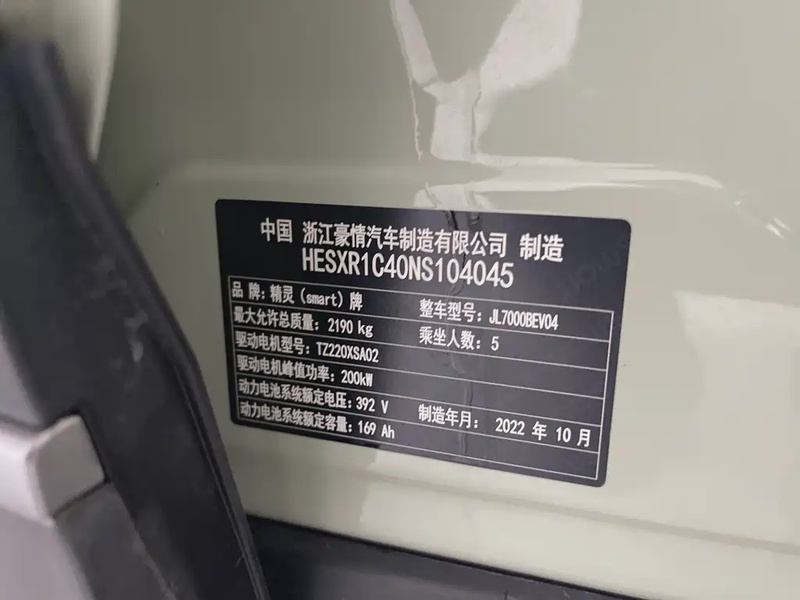 中国 浙江豪情汽车制造有限公司 制造
HESXR1C40NS104045
品 牌：精灵（smart）牌 整车型号：JL7000BEV04
最大允许总质量：2190 kg 乘坐人数：5
驱动电机型号：TZ220XSA02
驱动电机峰值功率：200kW
动力电池系统额定电压：392 V 制造年月： 2022 年 10 月
动力电池系统额定容量：169 Ah